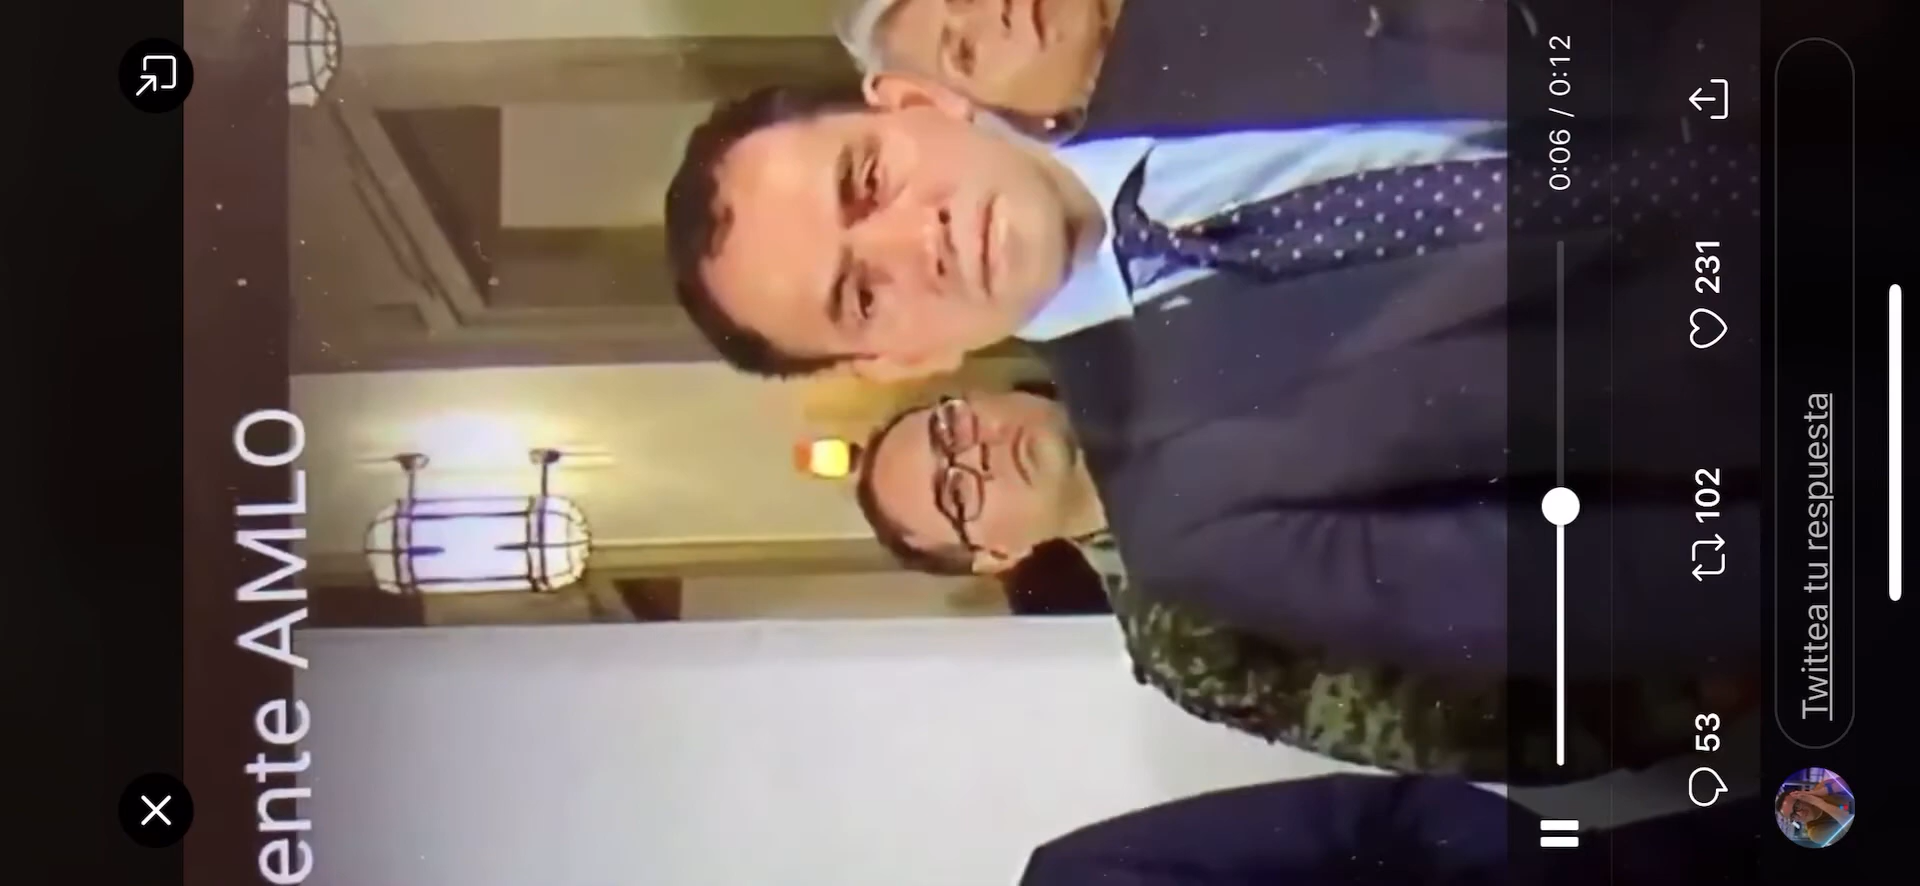 ente AMLO
0:06 / 0:12
53
102
231
Twittea tu respuesta